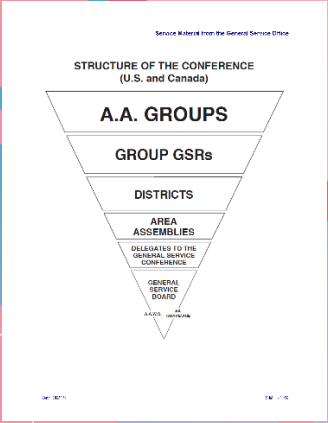 Service Material from the General Service Office
STRUCTURE OF THE CONFERENCE
(U.S. and Canada)
A.A. GROUPS
GROUP GSRs
DISTRICTS
AREA
ASSEMBLIES
DELEGATES TO THE
GENERAL SERVICE
CONFERENCE
GENERAL
SERVICE
BOARD
A.A.W.S.